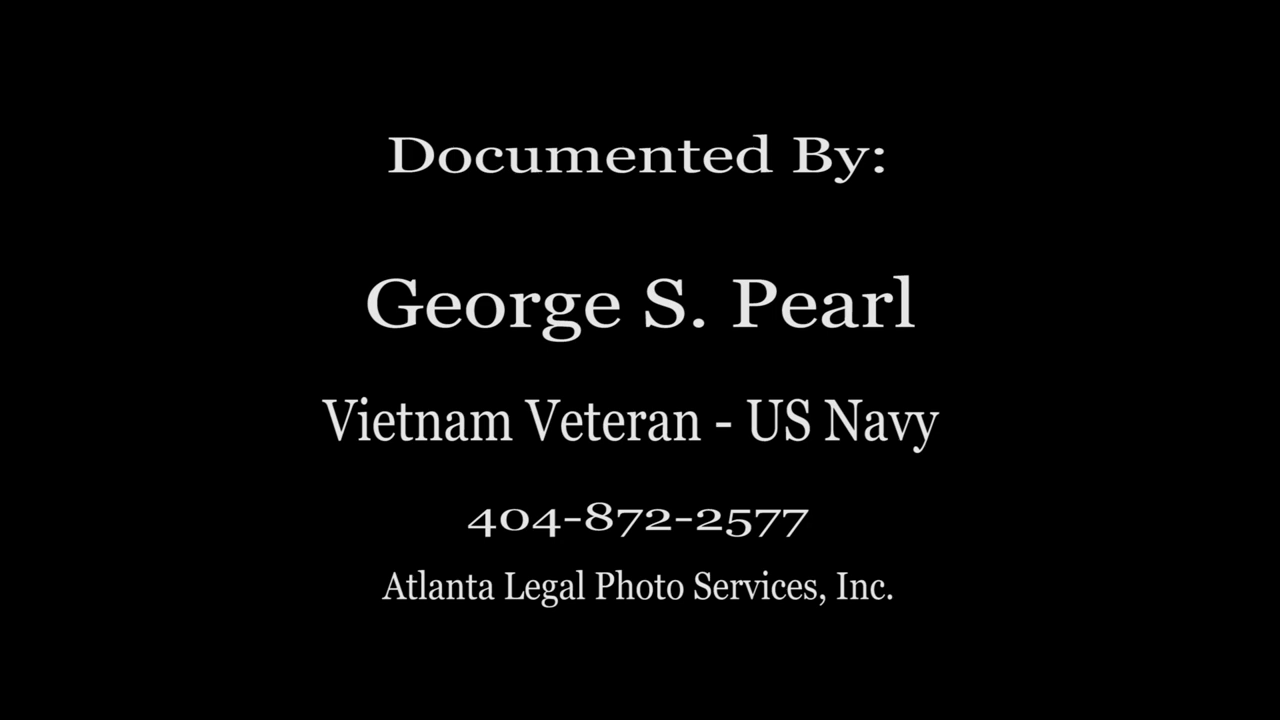 Documented By:
George S. Pearl
Vietnam Veteran - US Navy
404-872-2577
Atlanta Legal Photo Services, Inc.